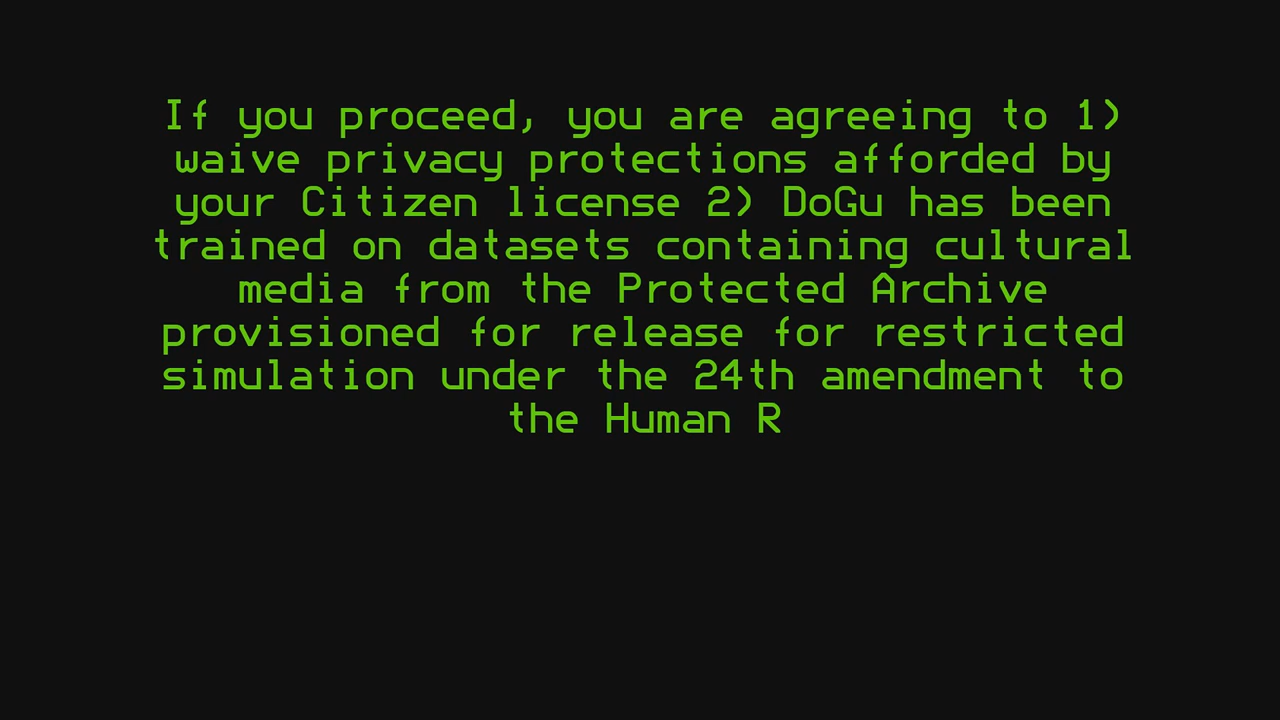 If you proceed, you are agreeing to 1)
waive privacy protections afforded by
your Citizen license 2) DoGu has been
trained on datasets containing cultural
media from the Protected Archive
provisioned for release for restricted
simulation under the 24th amendment to
the Human R